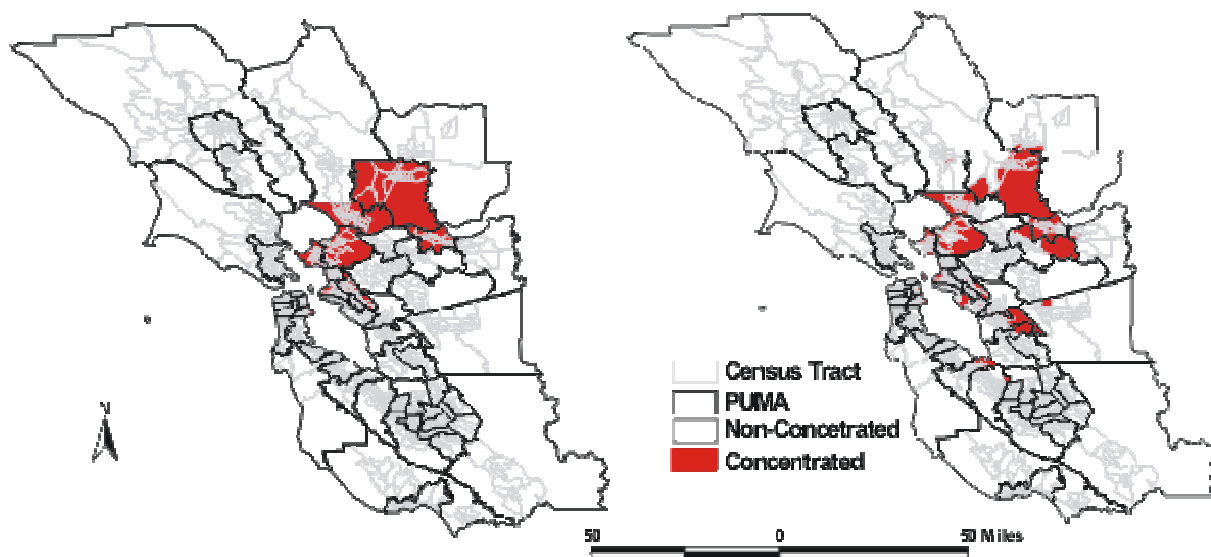 Census Tract
PUMA
Non-Concetrated
Concentrated
N
50 0 50 Miles